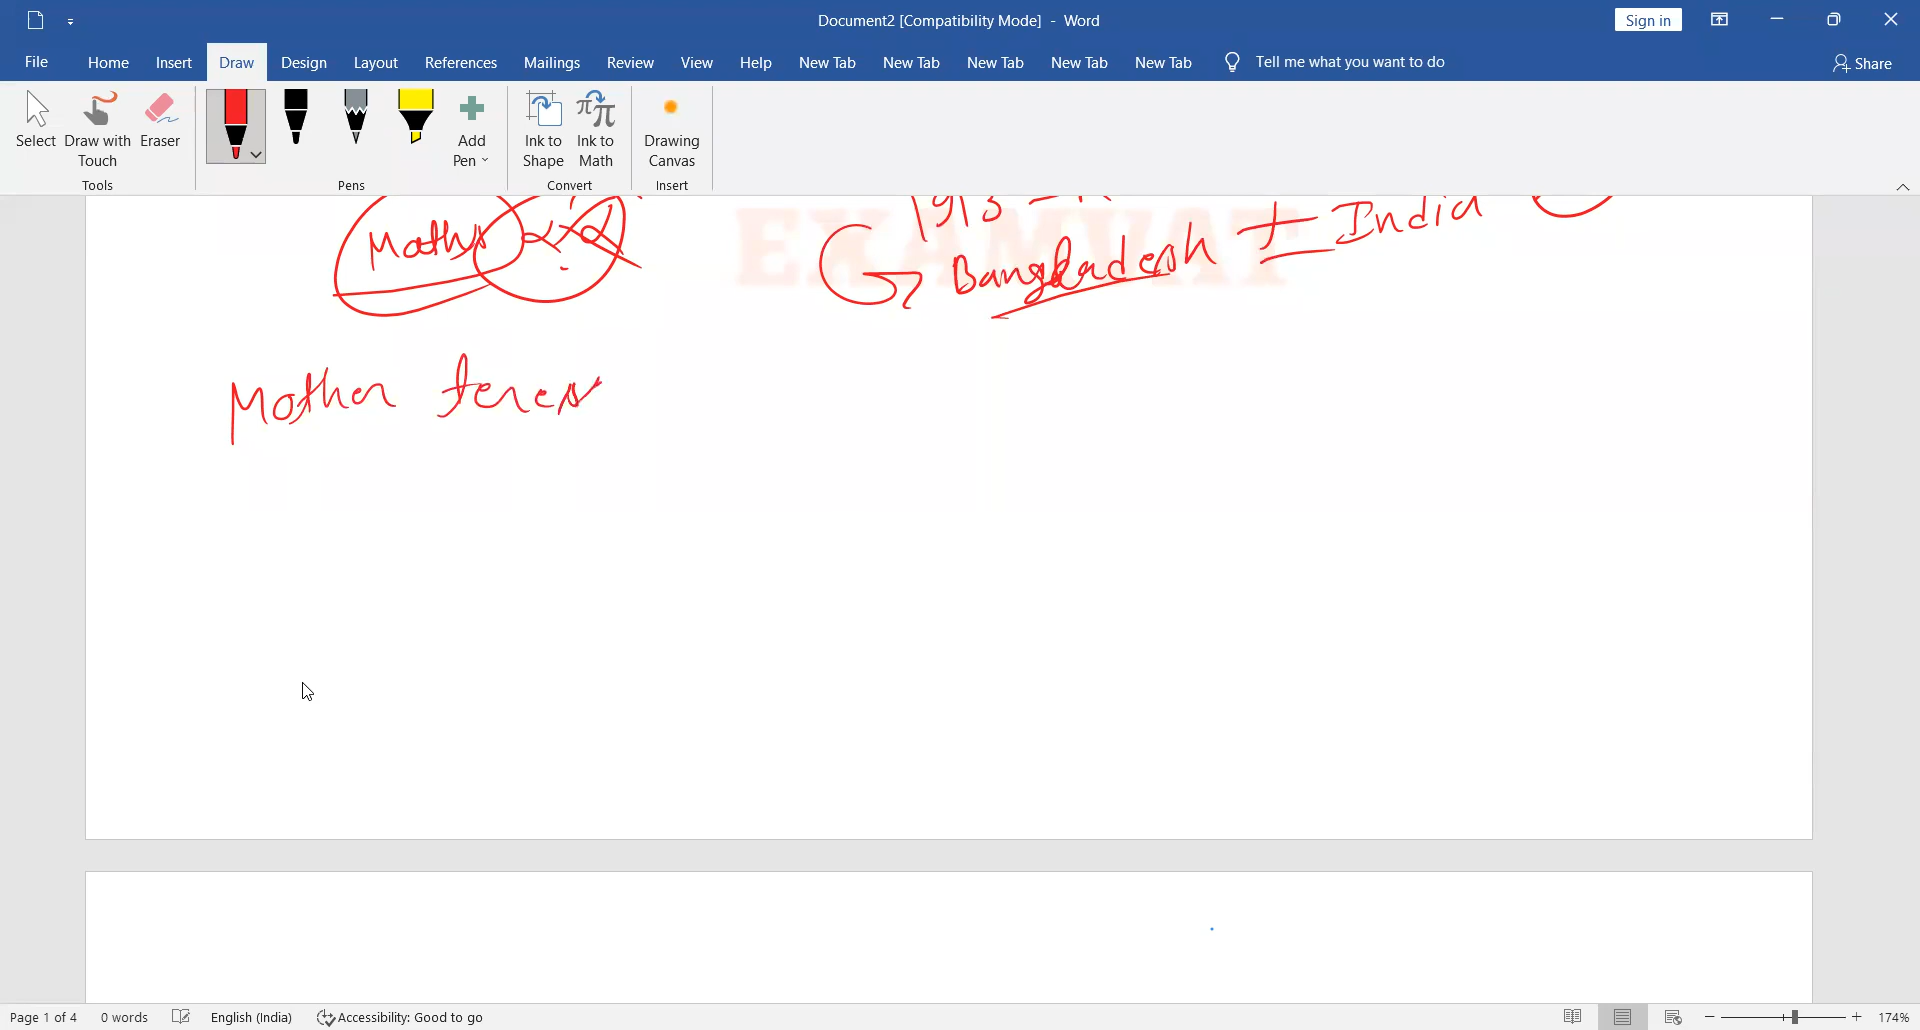 Document2 [Compatibility Mode] - Word
Sign in
File Home Insert Draw Design Layout References Mailings Review View Help New Tab New Tab New Tab New Tab New Tab Tell me what you want to do Share
Select Draw with Touch Eraser Add Pen Ink to Shape Ink to Math Drawing Canvas
Tools Pens Convert Insert
EXAMVAT
Maths
Bangladesh India
Mother
Page 1 of 4 0 words English (India) Accessibility: Good to go 174%